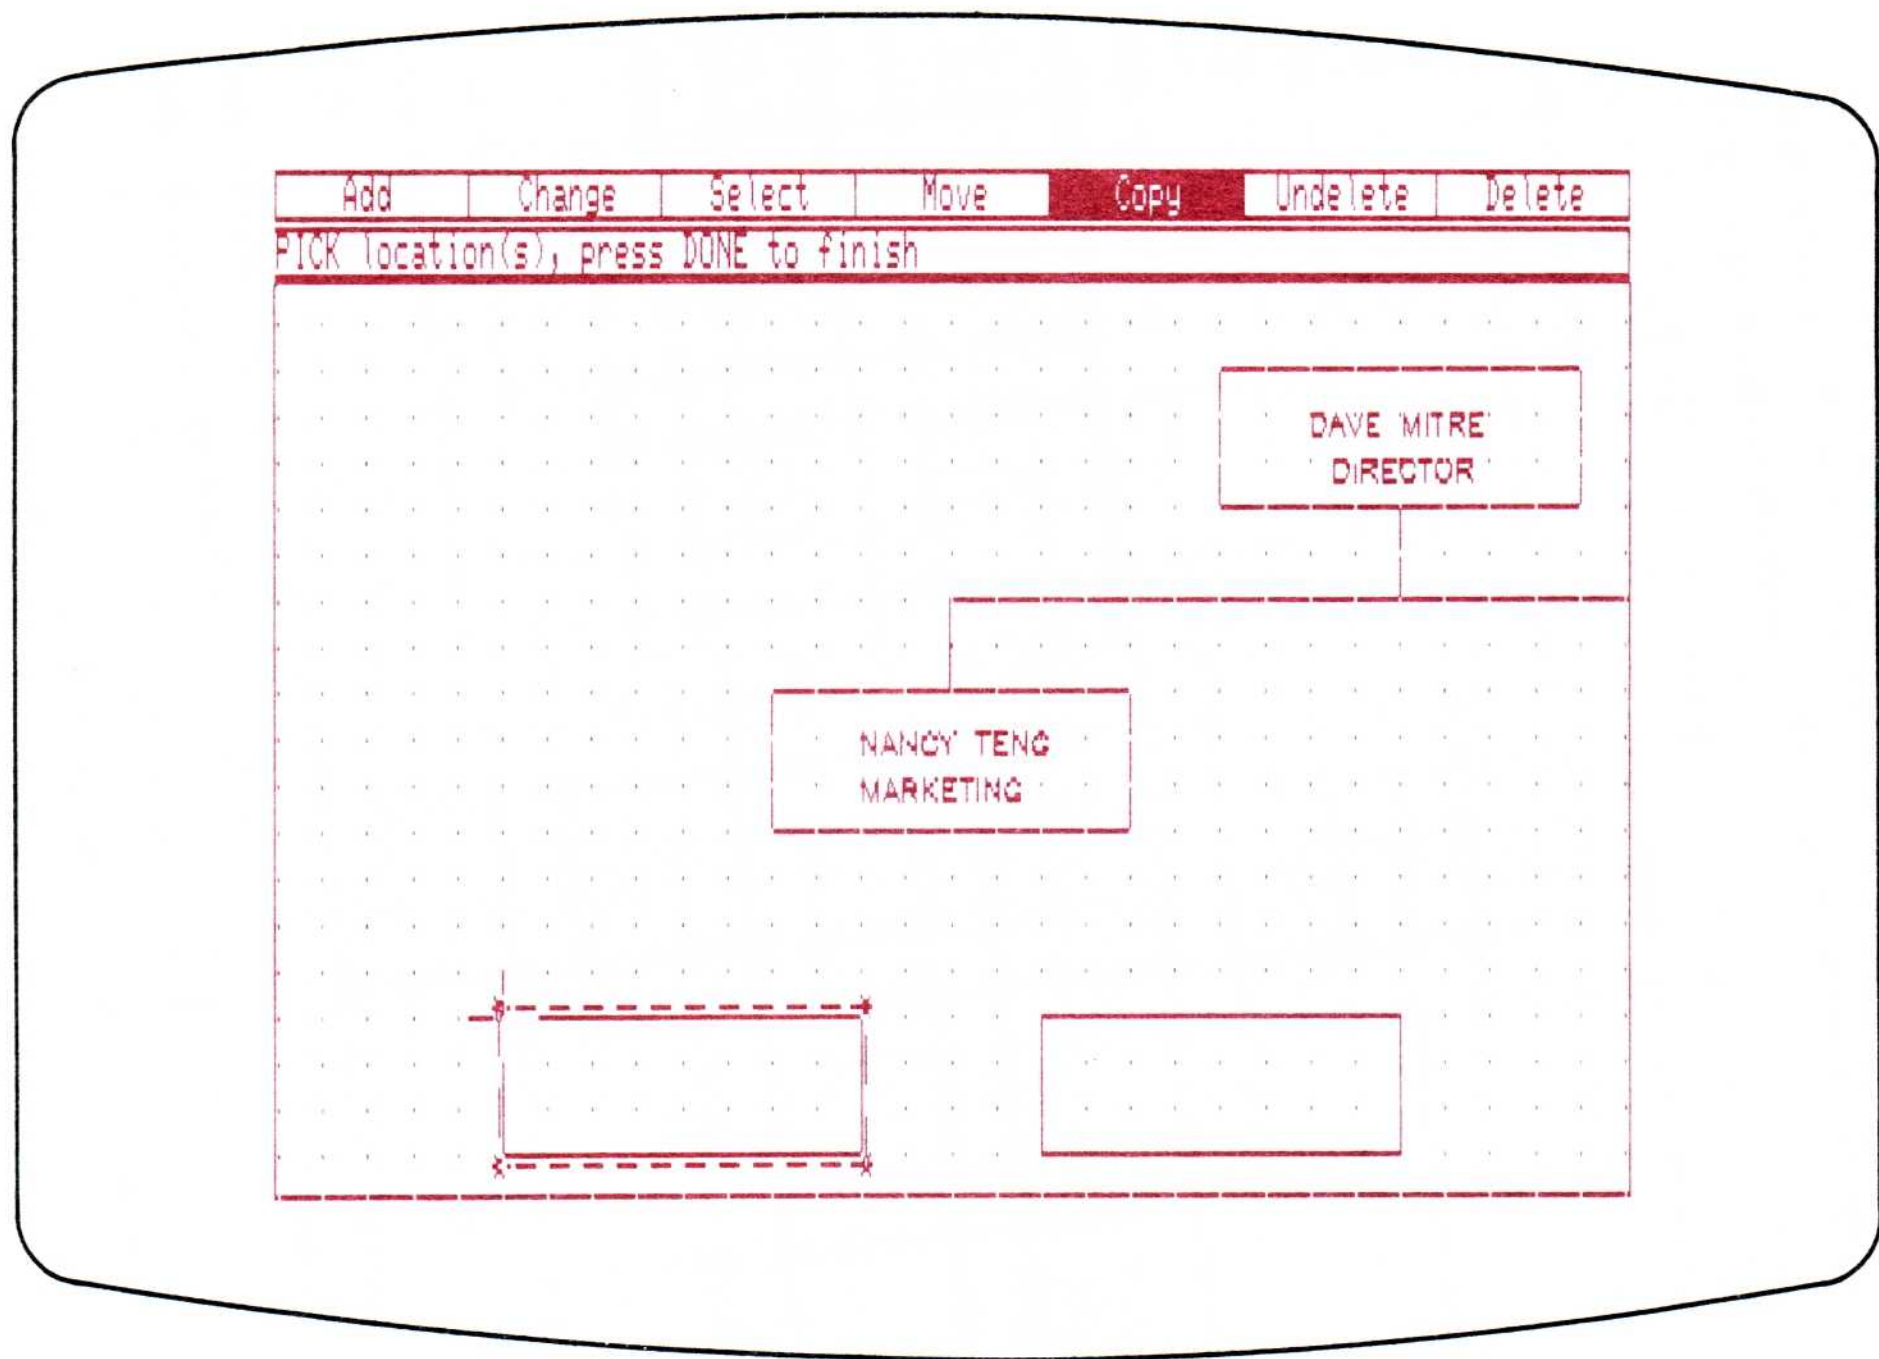 Add Change Select Move Copy Undelete Delete
PICK location(s), press DONE to finish
DAVE MITRE
DIRECTOR
NANCY TENG
MARKETING